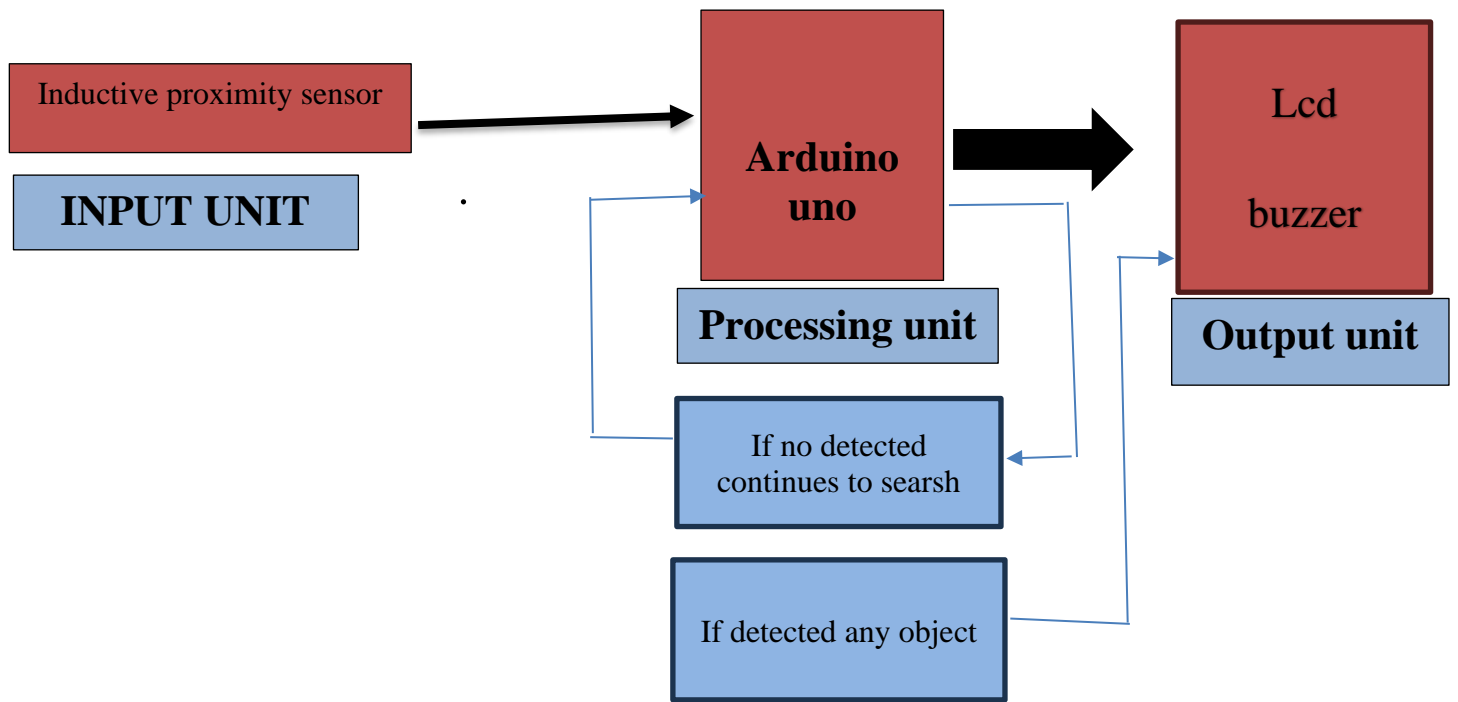 Inductive proximity sensor
INPUT UNIT
.
Arduino
uno
Processing unit
Lcd
buzzer
Output unit
If no detected
continues to searsh
If detected any object